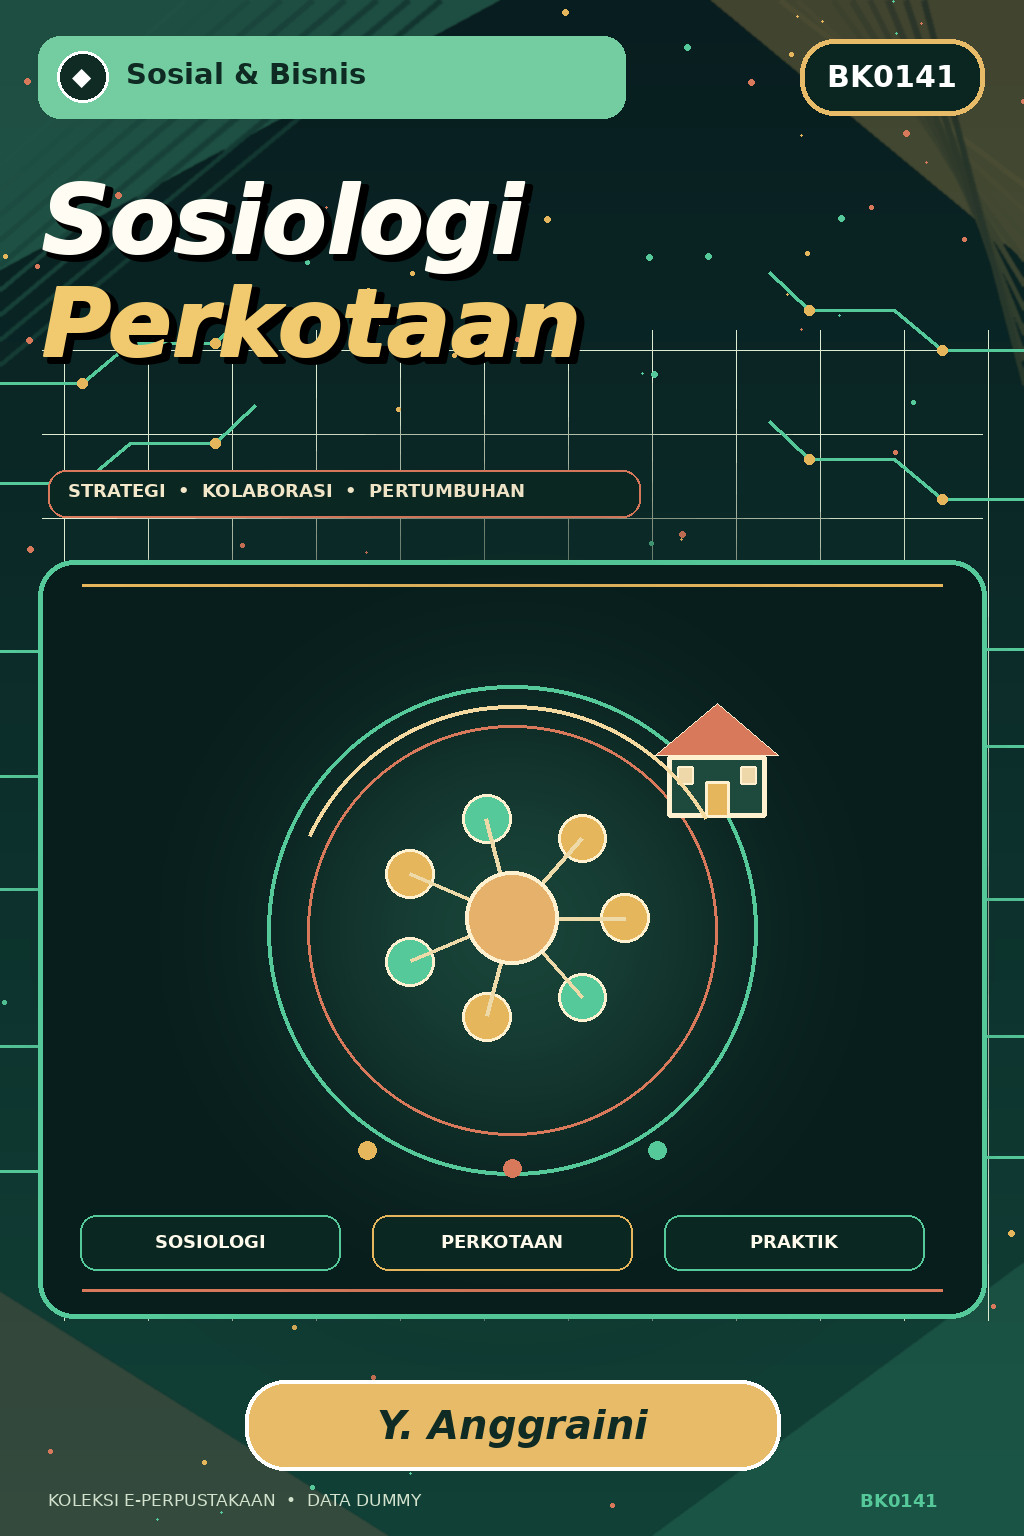 ◆ Sosial & Bisnis
BK0141
Sosiologi
Perkotaan
STRATEGI • KOLABORASI • PERTUMBUHAN
SOSIOLOGI
PERKOTAAN
PRAKTIK
Y. Anggraini
KOLEKSI E-PERPUSTAKAAN • DATA DUMMY
BK0141